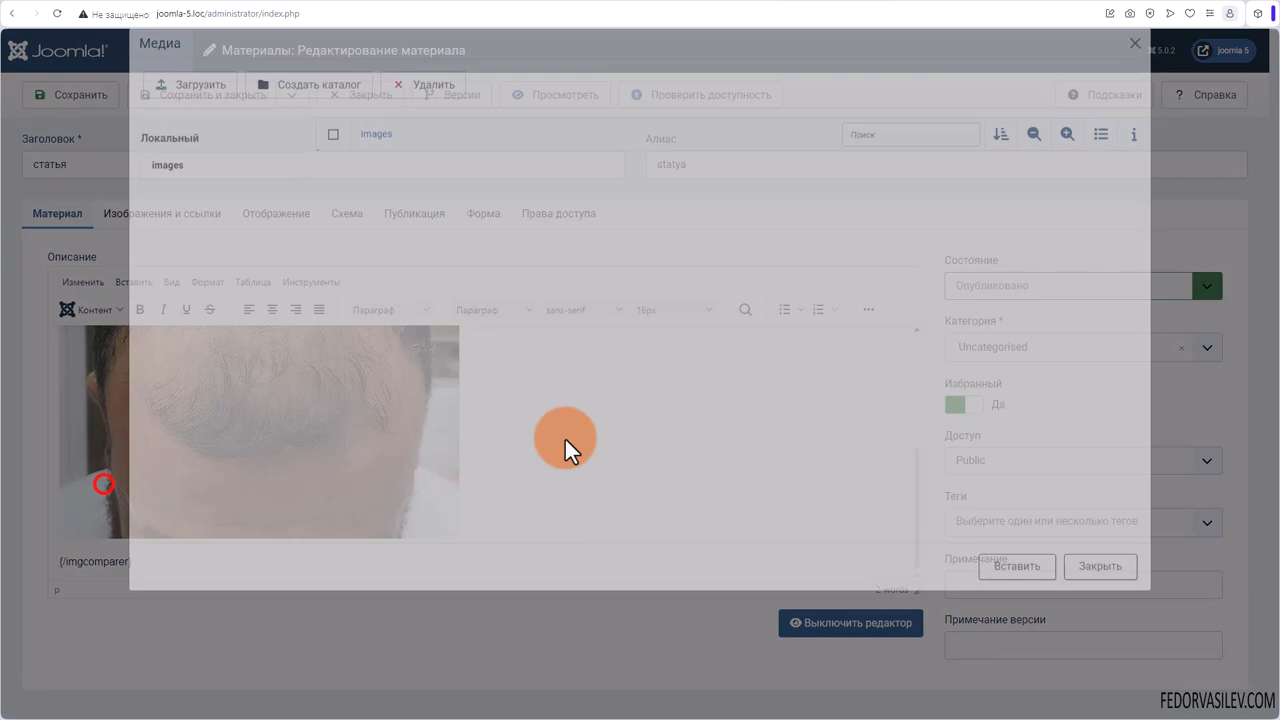 Не защищено joomla-5.loc/administrator/index.php
Joomla!® Медиа Материалы: Редактирование материала 5.0.2 joomla 5
Загрузить Создать каталог Удалить
Сохранить Сохранить и закрыть Закрыть Версии Просмотреть Проверить доступность Подсказки ? Справка
Заголовок * Локальный images Алиас Поиск
статья images statya
Материал Изображения и ссылки Отображение Схема Публикация Форма Права доступа
Описание
Изменить Вставить Вид Формат Таблица Инструменты
Контент B I U S Параграф Параграф sans-serif 16px
{/imgcomparer}
p 2 words
Выключить редактор
Состояние
Опубликовано
Категория *
Uncategorised ×
Избранный
Да
Доступ
Public
Теги
Выберите один или несколько тегов
Примечание
Вставить Закрыть
Примечание версии
FEDORVASILEV.COM